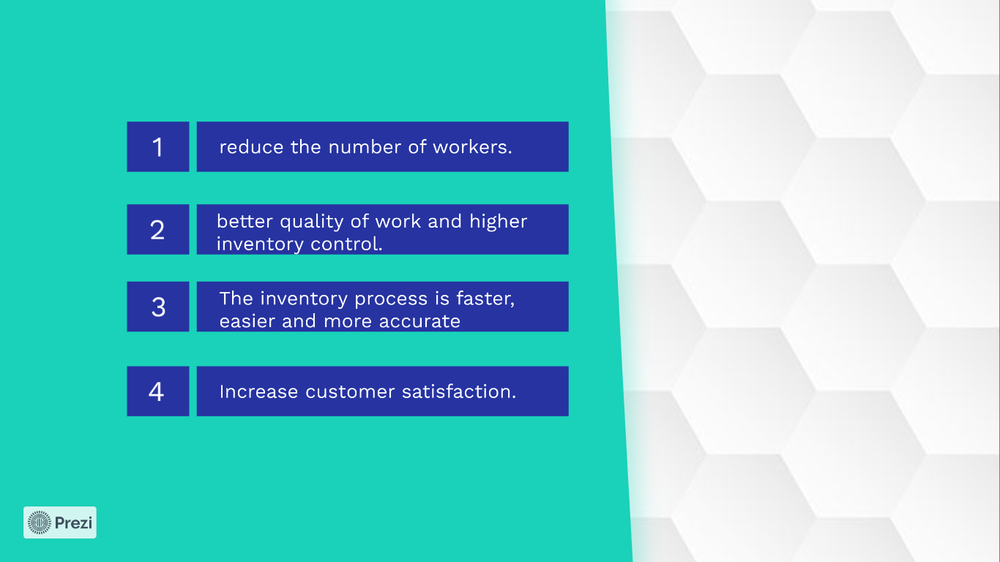 1
reduce the number of workers.
2
better quality of work and higher
inventory control.
3
The inventory process is faster,
easier and more accurate
4
Increase customer satisfaction.
Prezi